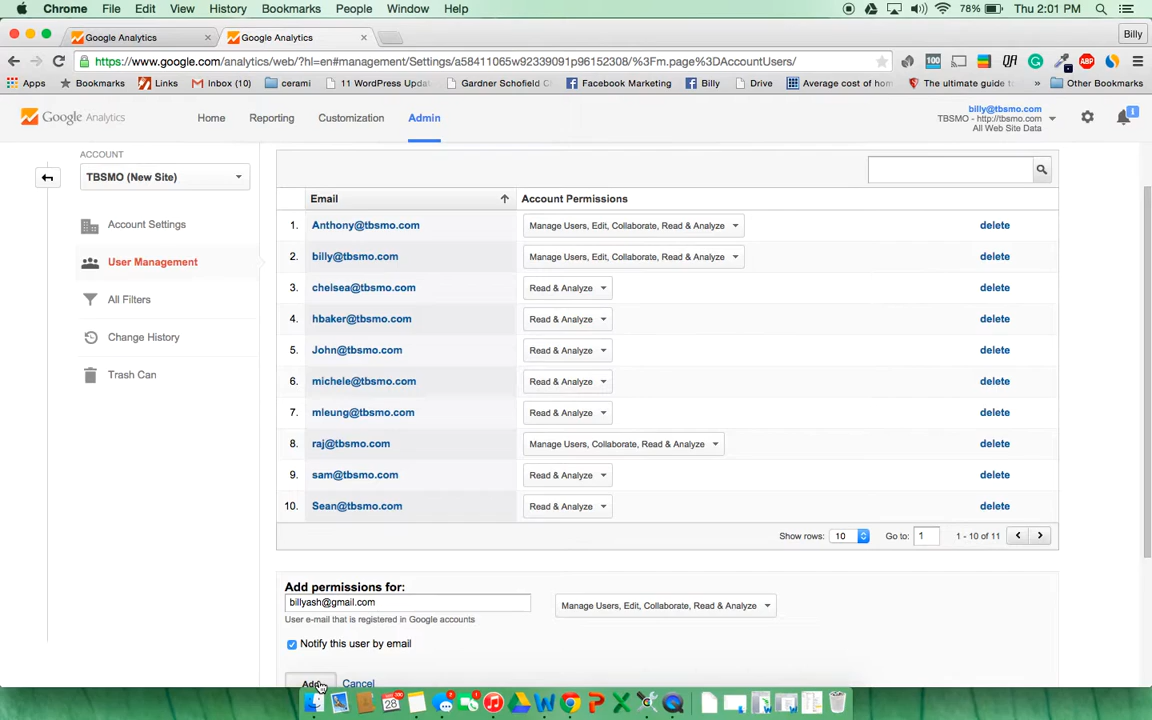 Chrome File Edit View History Bookmarks People Window Help 78% Thu 2:01 PM
Google Analytics × Google Analytics × Billy
https://www.google.com/analytics/web/?hl=en#management/Settings/a58411065w92339091p96152308/%3Fm.page%3DAccountUsers/
Apps Bookmarks Links Inbox (10) cerami 11 WordPress Upda Gardner Schofield C Facebook Marketing Billy Drive Average cost of hom The ultimate guide t » Other Bookmarks
Google Analytics Home Reporting Customization Admin
billy@tbsmo.com
TBSMO - http://tbsmo.com
All Web Site Data
1
ACCOUNT
TBSMO (New Site)
Account Settings
User Management
All Filters
Change History
Trash Can
Email Account Permissions
1. Anthony@tbsmo.com Manage Users, Edit, Collaborate, Read & Analyze delete
2. billy@tbsmo.com Manage Users, Edit, Collaborate, Read & Analyze delete
3. chelsea@tbsmo.com Read & Analyze delete
4. hbaker@tbsmo.com Read & Analyze delete
5. John@tbsmo.com Read & Analyze delete
6. michele@tbsmo.com Read & Analyze delete
7. mleung@tbsmo.com Read & Analyze delete
8. raj@tbsmo.com Manage Users, Collaborate, Read & Analyze delete
9. sam@tbsmo.com Read & Analyze delete
10. Sean@tbsmo.com Read & Analyze delete
Show rows: 10 Go to: 1 1 - 10 of 11
Add permissions for:
billyash@gmail.com Manage Users, Edit, Collaborate, Read & Analyze
User e-mail that is registered in Google accounts
Notify this user by email
Add Cancel